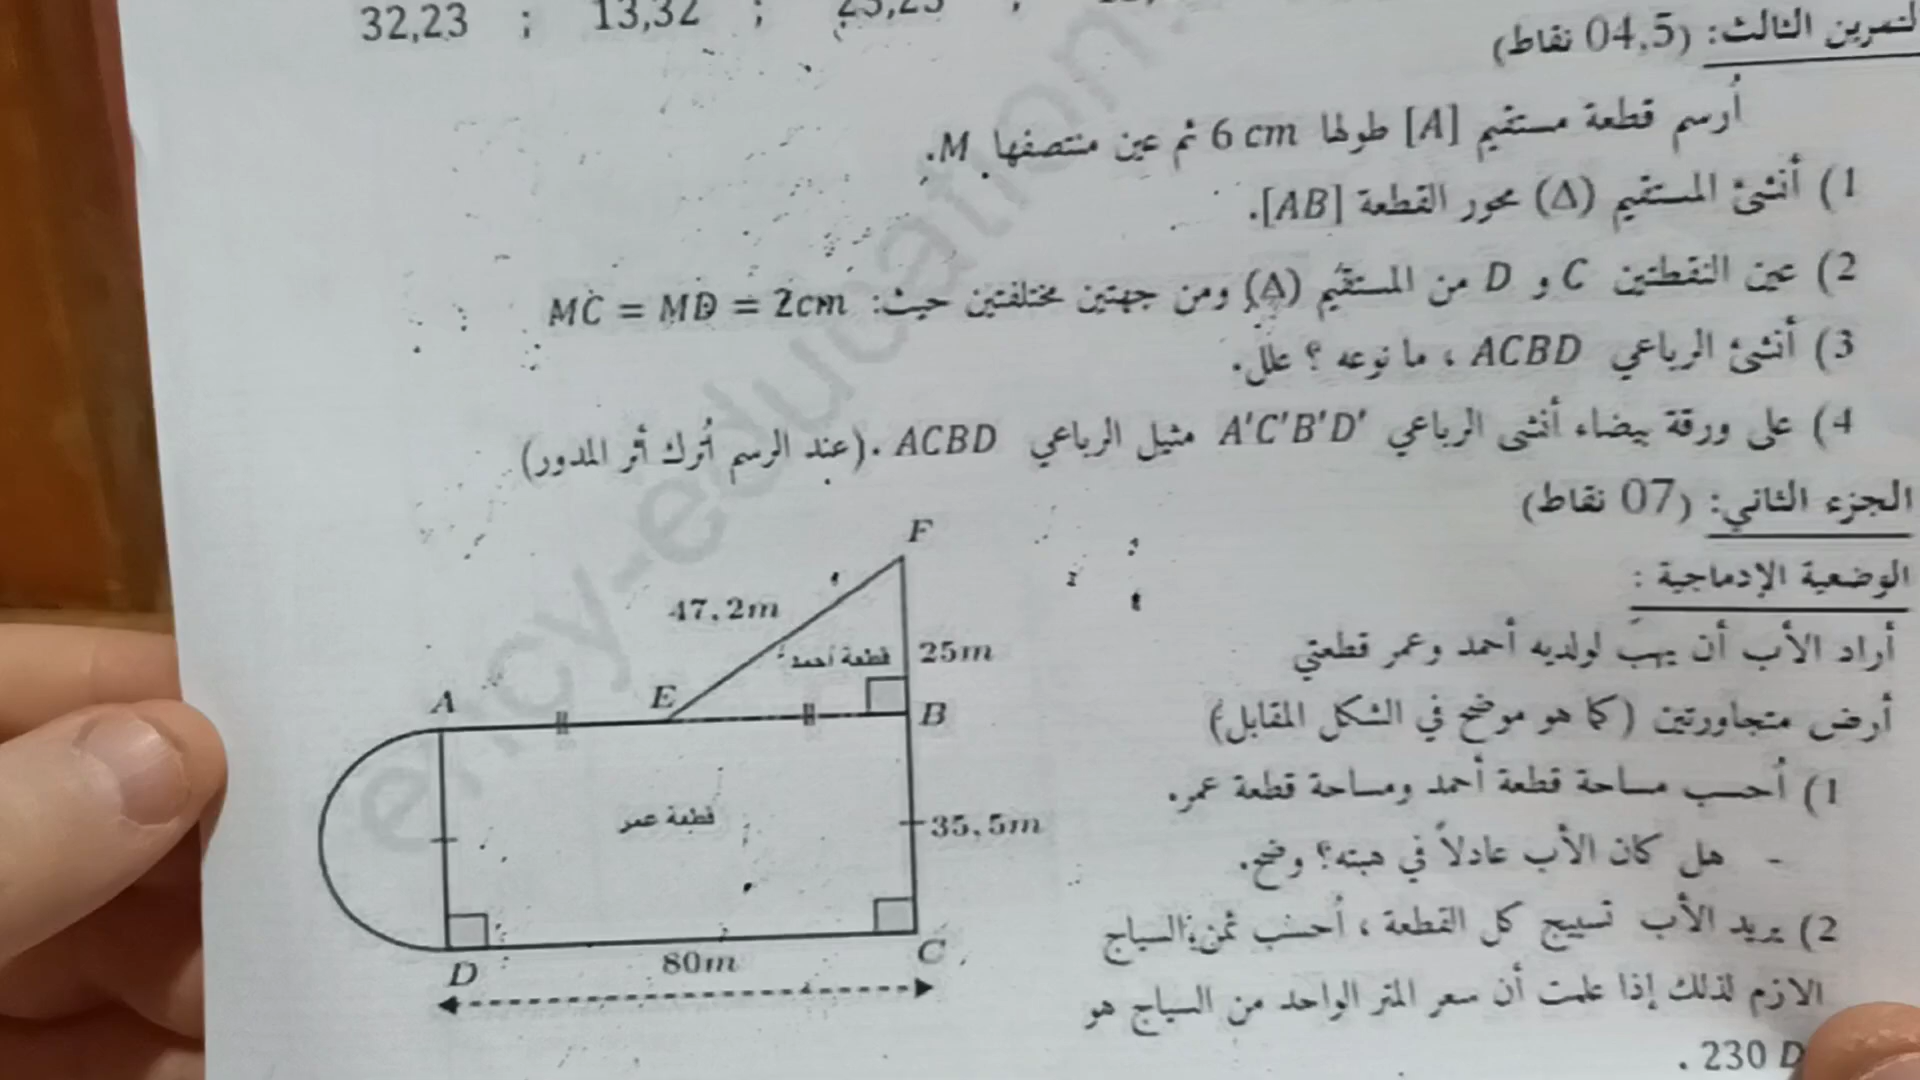 32,23 ; 13,32 ; 23,23 ;
التمرين الثالث: (04,5 نقاط)
أرسم قطعة مستقيم [A] طولها 6 cm ثم عين منتصفها M.
1) أنشئ المستقيم (Δ) محور القطعة [AB].
2) عين النقطتين C و D من المستقيم (Δ) ومن جهتين مختلفتين حيث: MC = MD = 2cm
3) أنشئ الرباعي ACBD ، ما نوعه ؟ علل.
4) على ورقة بيضاء أنشئ الرباعي A'C'B'D' مثيل الرباعي ACBD .(عند الرسم أترك أثر المدور)
الجزء الثاني: (07 نقاط)
الوضعية الإدماجية :
أراد الأب أن يهب لولديه أحمد وعمر قطعتي
أرض متجاورتين (كما هو موضح في الشكل المقابل)
1) أحسب مساحة قطعة أحمد ومساحة قطعة عمر.
- هل كان الأب عادلاً في هبته؟ وضح.
2) يريد الأب تسييج كل القطعة ، أحسب ثمن السياج
الازم لذلك إذا علمت أن سعر المتر الواحد من السياج هو
230 D .
F
47,2m
قطعة أحمد
25m
A
E
B
قطعة عمر
35,5m
D
80m
C
ency-education